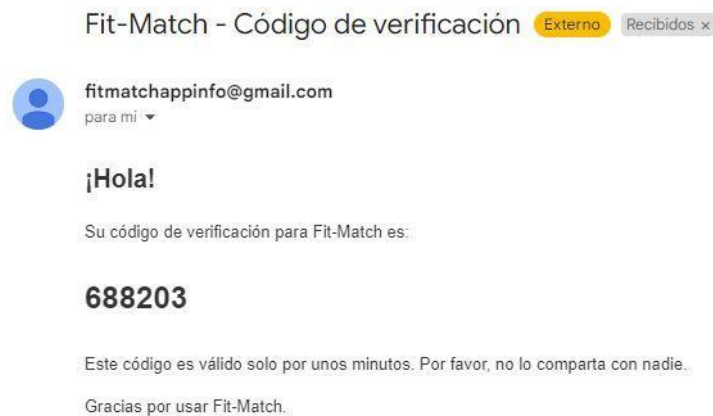 Fit-Match - Código de verificación Externo Recibidos ×
fitmatchappinfo@gmail.com
para mí
¡Hola!
Su código de verificación para Fit-Match es:
688203
Este código es válido solo por unos minutos. Por favor, no lo comparta con nadie.
Gracias por usar Fit-Match.